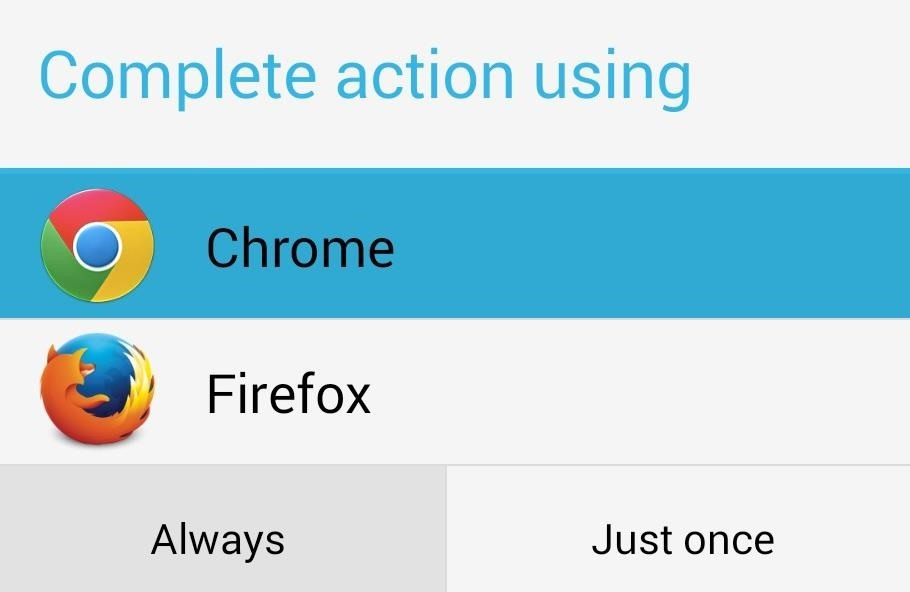 Complete action using
Chrome
Firefox
Always
Just once